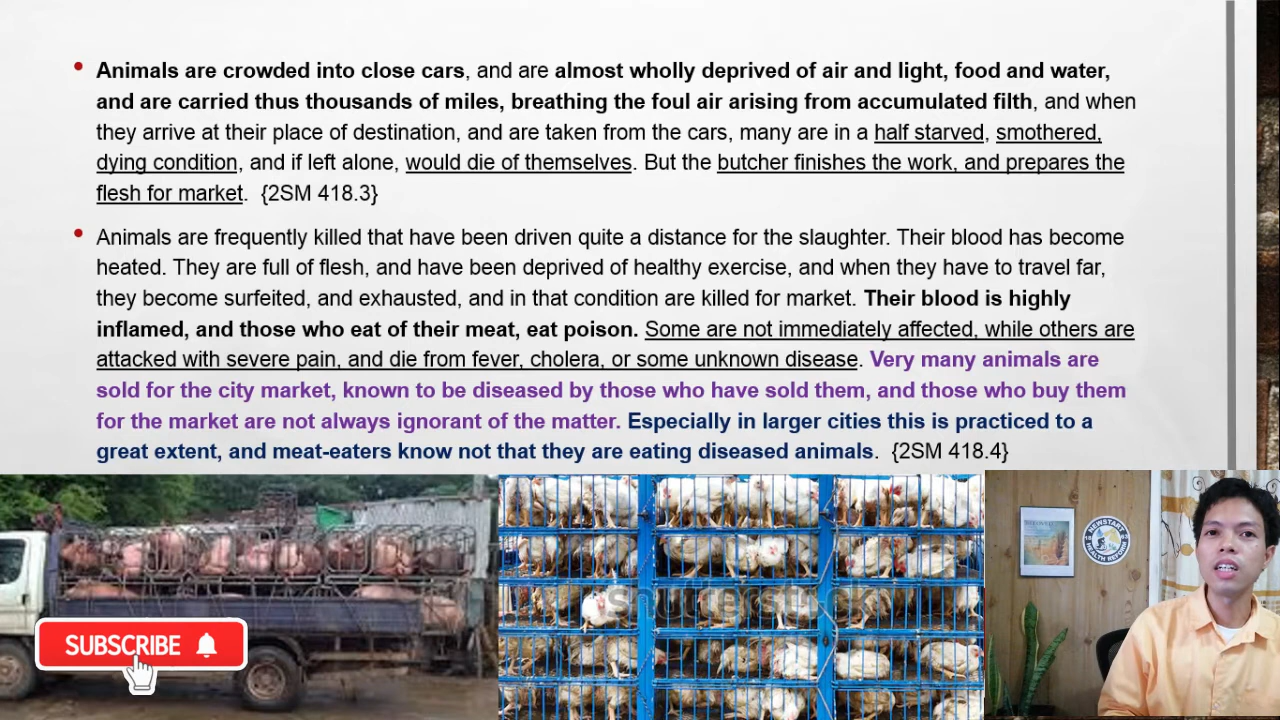 Animals are crowded into close cars, and are almost wholly deprived of air and light, food and water,
and are carried thus thousands of miles, breathing the foul air arising from accumulated filth, and when
they arrive at their place of destination, and are taken from the cars, many are in a half starved, smothered,
dying condition, and if left alone, would die of themselves. But the butcher finishes the work, and prepares the
flesh for market. {2SM 418.3}
Animals are frequently killed that have been driven quite a distance for the slaughter. Their blood has become
heated. They are full of flesh, and have been deprived of healthy exercise, and when they have to travel far,
they become surfeited, and exhausted, and in that condition are killed for market. Their blood is highly
inflamed, and those who eat of their meat, eat poison. Some are not immediately affected, while others are
attacked with severe pain, and die from fever, cholera, or some unknown disease. Very many animals are
sold for the city market, known to be diseased by those who have sold them, and those who buy them
for the market are not always ignorant of the matter. Especially in larger cities this is practiced to a
great extent, and meat-eaters know not that they are eating diseased animals. {2SM 418.4}
shutterstock
NEWSTART
HEALTH REFORM
SUBSCRIBE